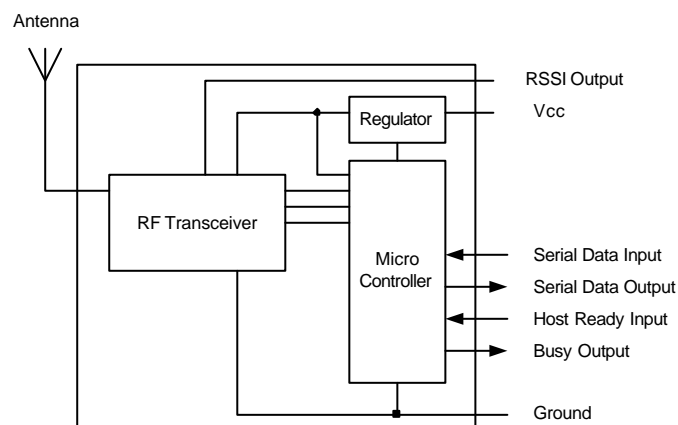 Antenna
RSSI Output
Vcc
Regulator
RF Transceiver
Micro
Controller
Serial Data Input
Serial Data Output
Host Ready Input
Busy Output
Ground